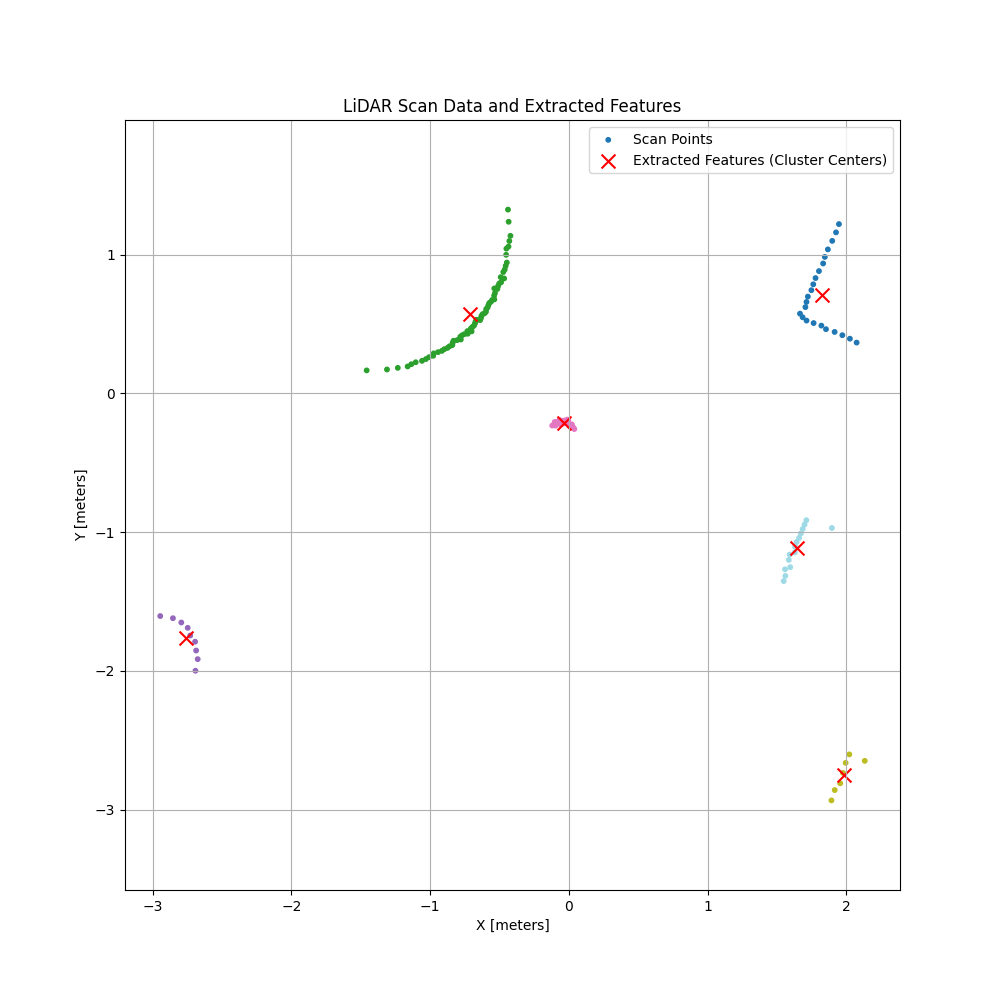 LiDAR Scan Data and Extracted Features
Scan Points
Extracted Features (Cluster Centers)
1
0
−1
−2
−3
Y [meters]
−3 −2 −1 0 1 2
X [meters]